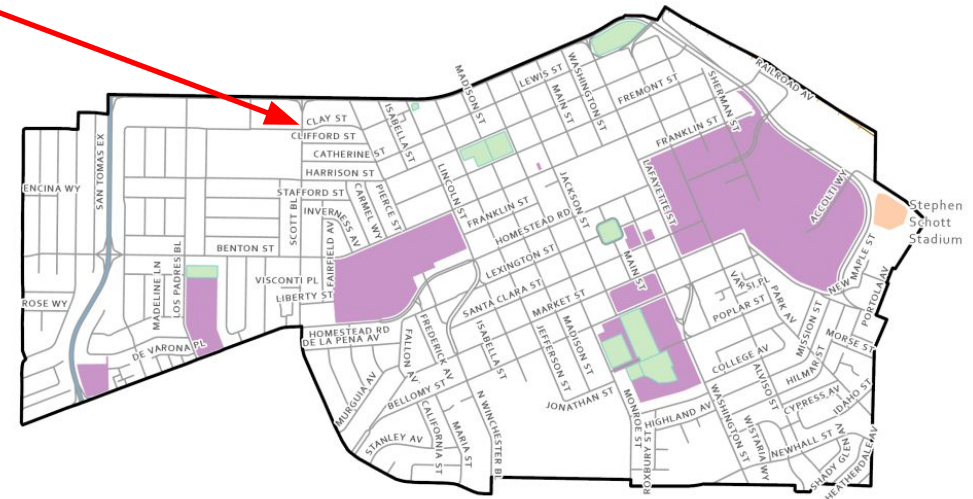 RAILROAD AV
MADISON ST
LEWIS ST
WASHINGTON ST
SHERMAN ST
MAIN ST
FREMONT ST
CLAY ST
ISABELLA ST
CLIFFORD ST
FRANKLIN ST
CATHERINE ST
HARRISON ST
LINCOLN ST
JACKSON ST
LAFAYETTE ST
ACCOLTI WY
ENCINA WY
SAN TOMAS EX
STAFFORD ST
CARMEL WY
PIERCE ST
FRANKLIN ST
Stephen
Schott
Stadium
SCOTT BL
INVERNESS AV
FAIRFIELD AV
HOMESTEAD RD
BENTON ST
LEXINGTON ST
MAIN ST
NEW MAPLE ST
VISCONTI PL
LIBERTY ST
SANTA CLARA ST
MARKET ST
VARSI PL
PARK AV
PORTOLA AV
ROSE WY
MADELINE LN
LOS PADRES BL
POPLAR ST
MISSION ST
HOMESTEAD RD
DE LA PENA AV
FALLON AV
FREDERICK AV
ISABELLA ST
JEFFERSON ST
MADISON ST
MORSE ST
DE VARONA PL
COLLEGE AV
ALVISO ST
HILMAR ST
MURGUIA AV
BELLOMY ST
JONATHAN ST
MONROE ST
WASHINGTON ST
CYPRESS AV
IDAHO ST
CALIFORNIA ST
MARIA ST
N WINCHESTER BL
HIGHLAND AV
WISTARIA WY
STANLEY AV
ROXBURY ST
NEWHALL ST
SHADY GLEN AV
HEATHERDALE AV